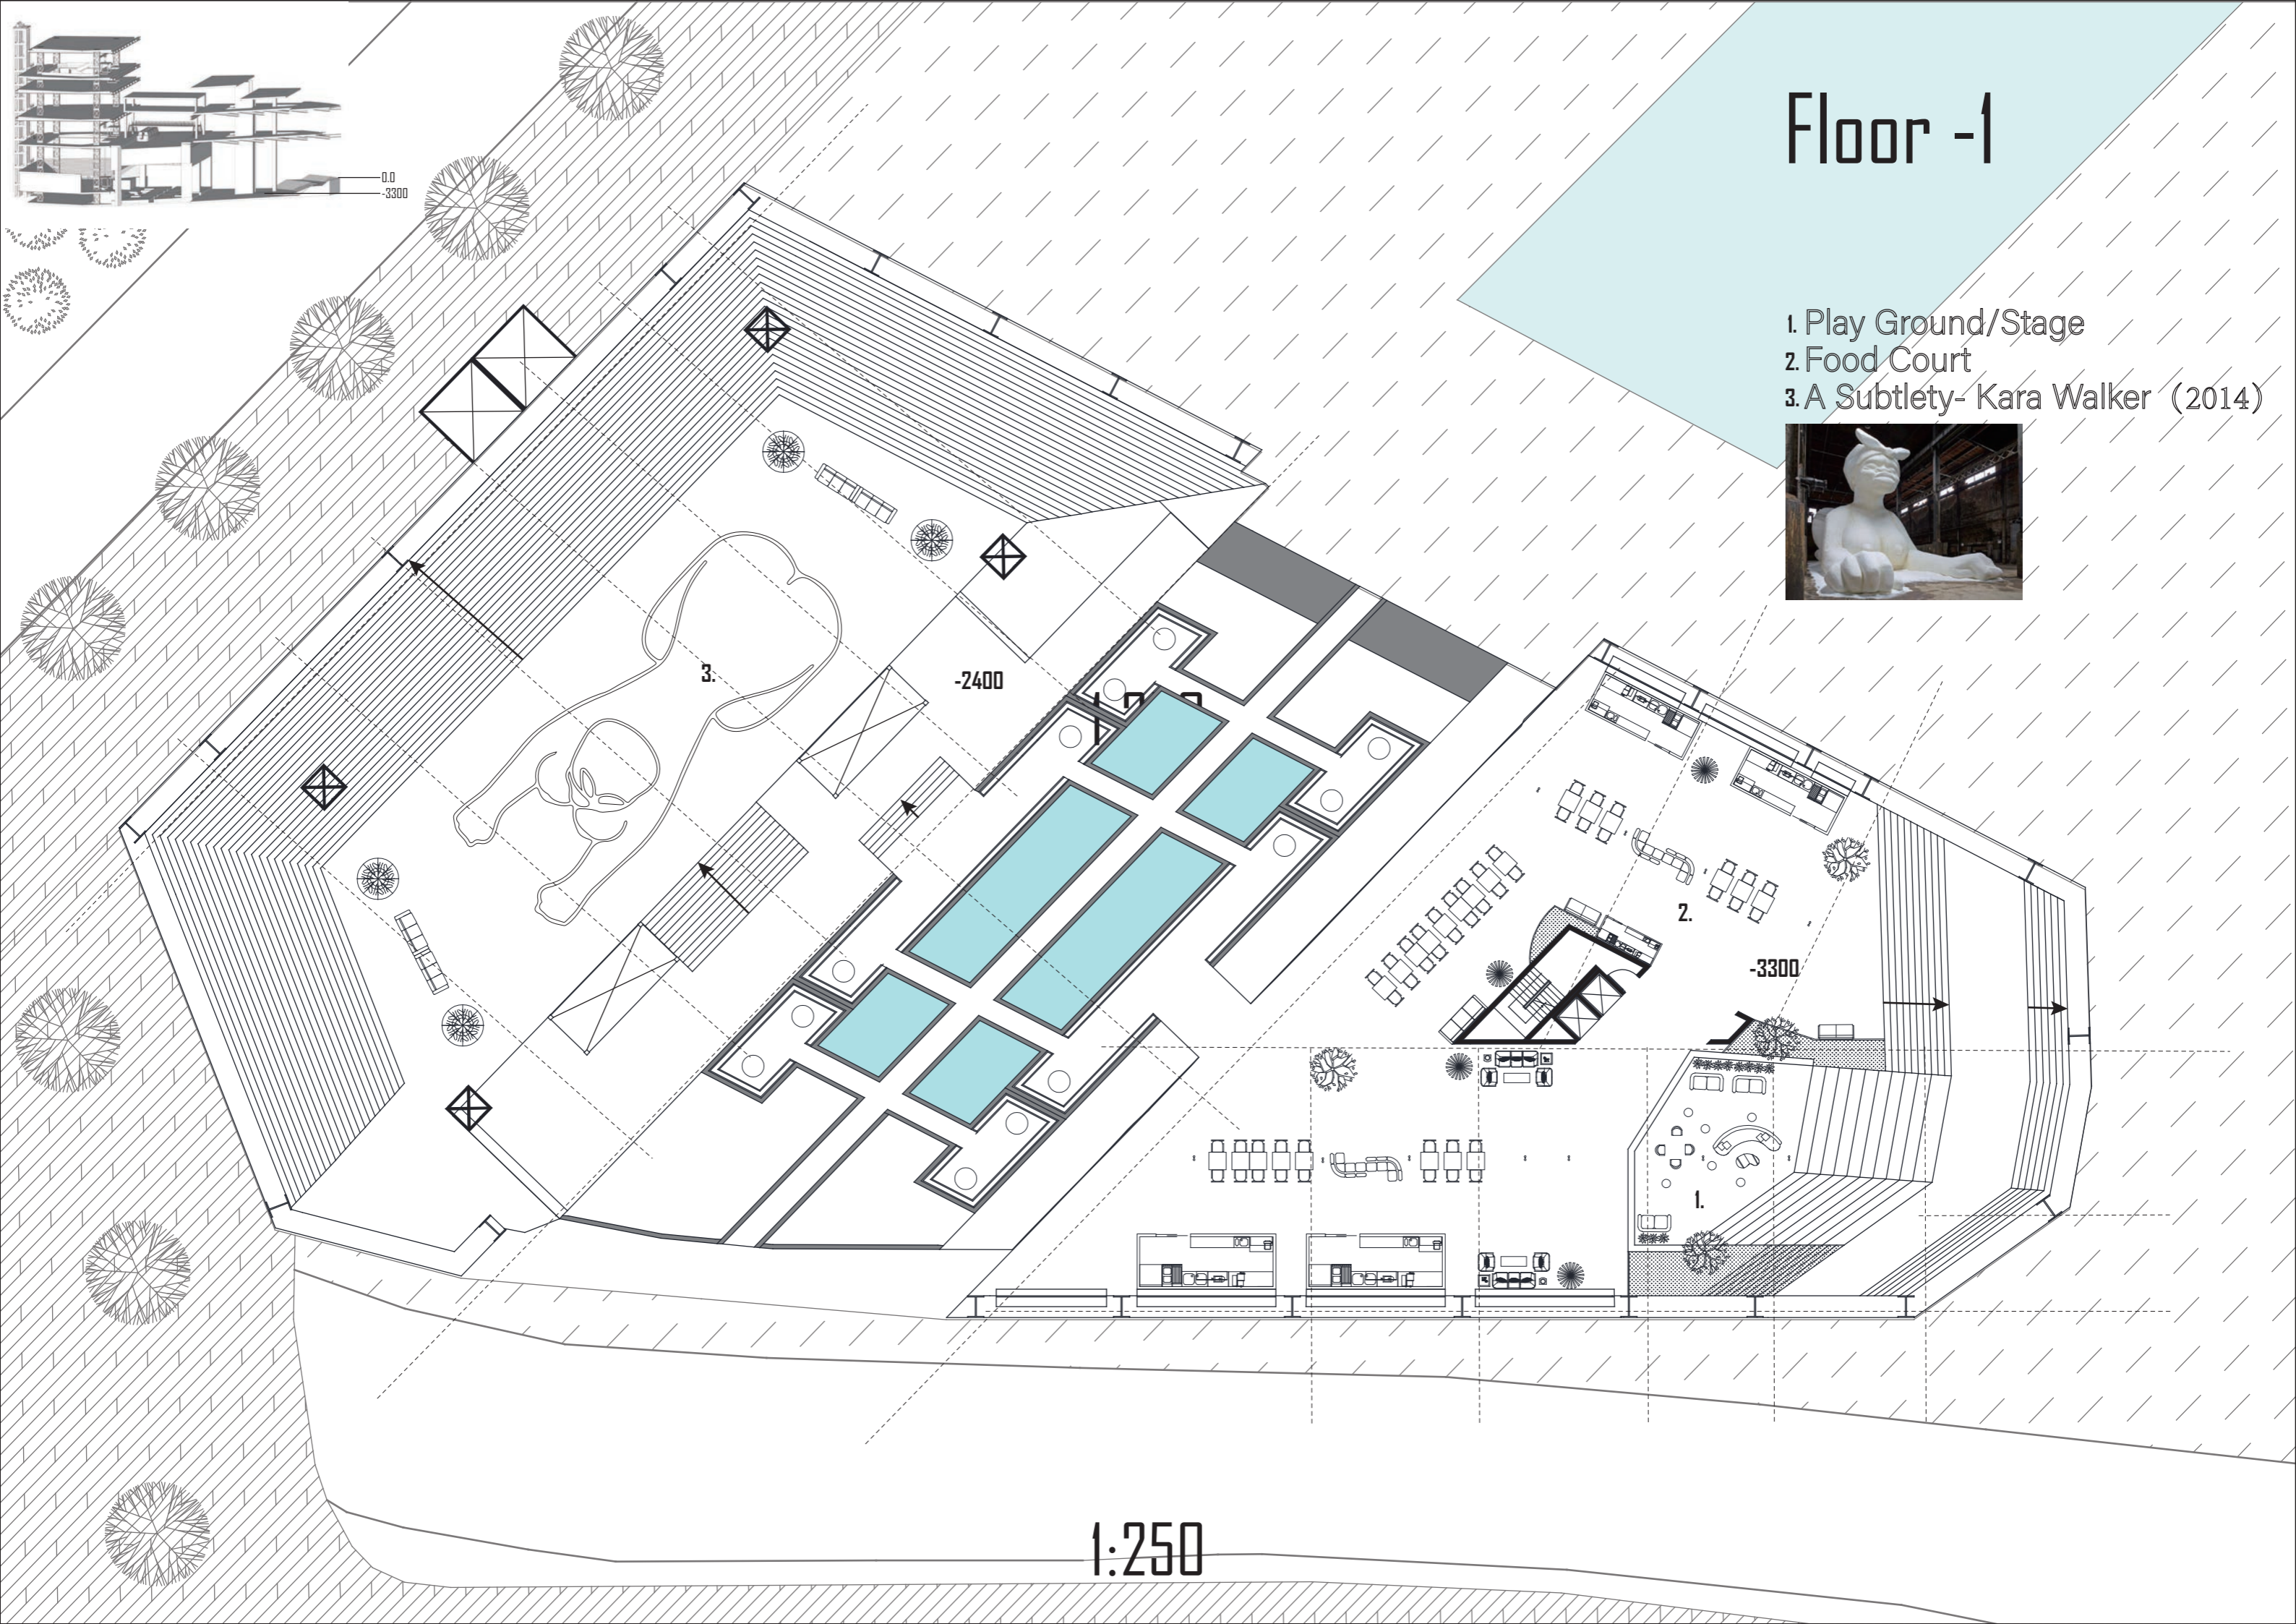 0.0
-3300
Floor -1
1. Play Ground/Stage
2. Food Court
3. A Subtlety- Kara Walker（2014）
3.
-2400
2.
-3300
1.
1:250